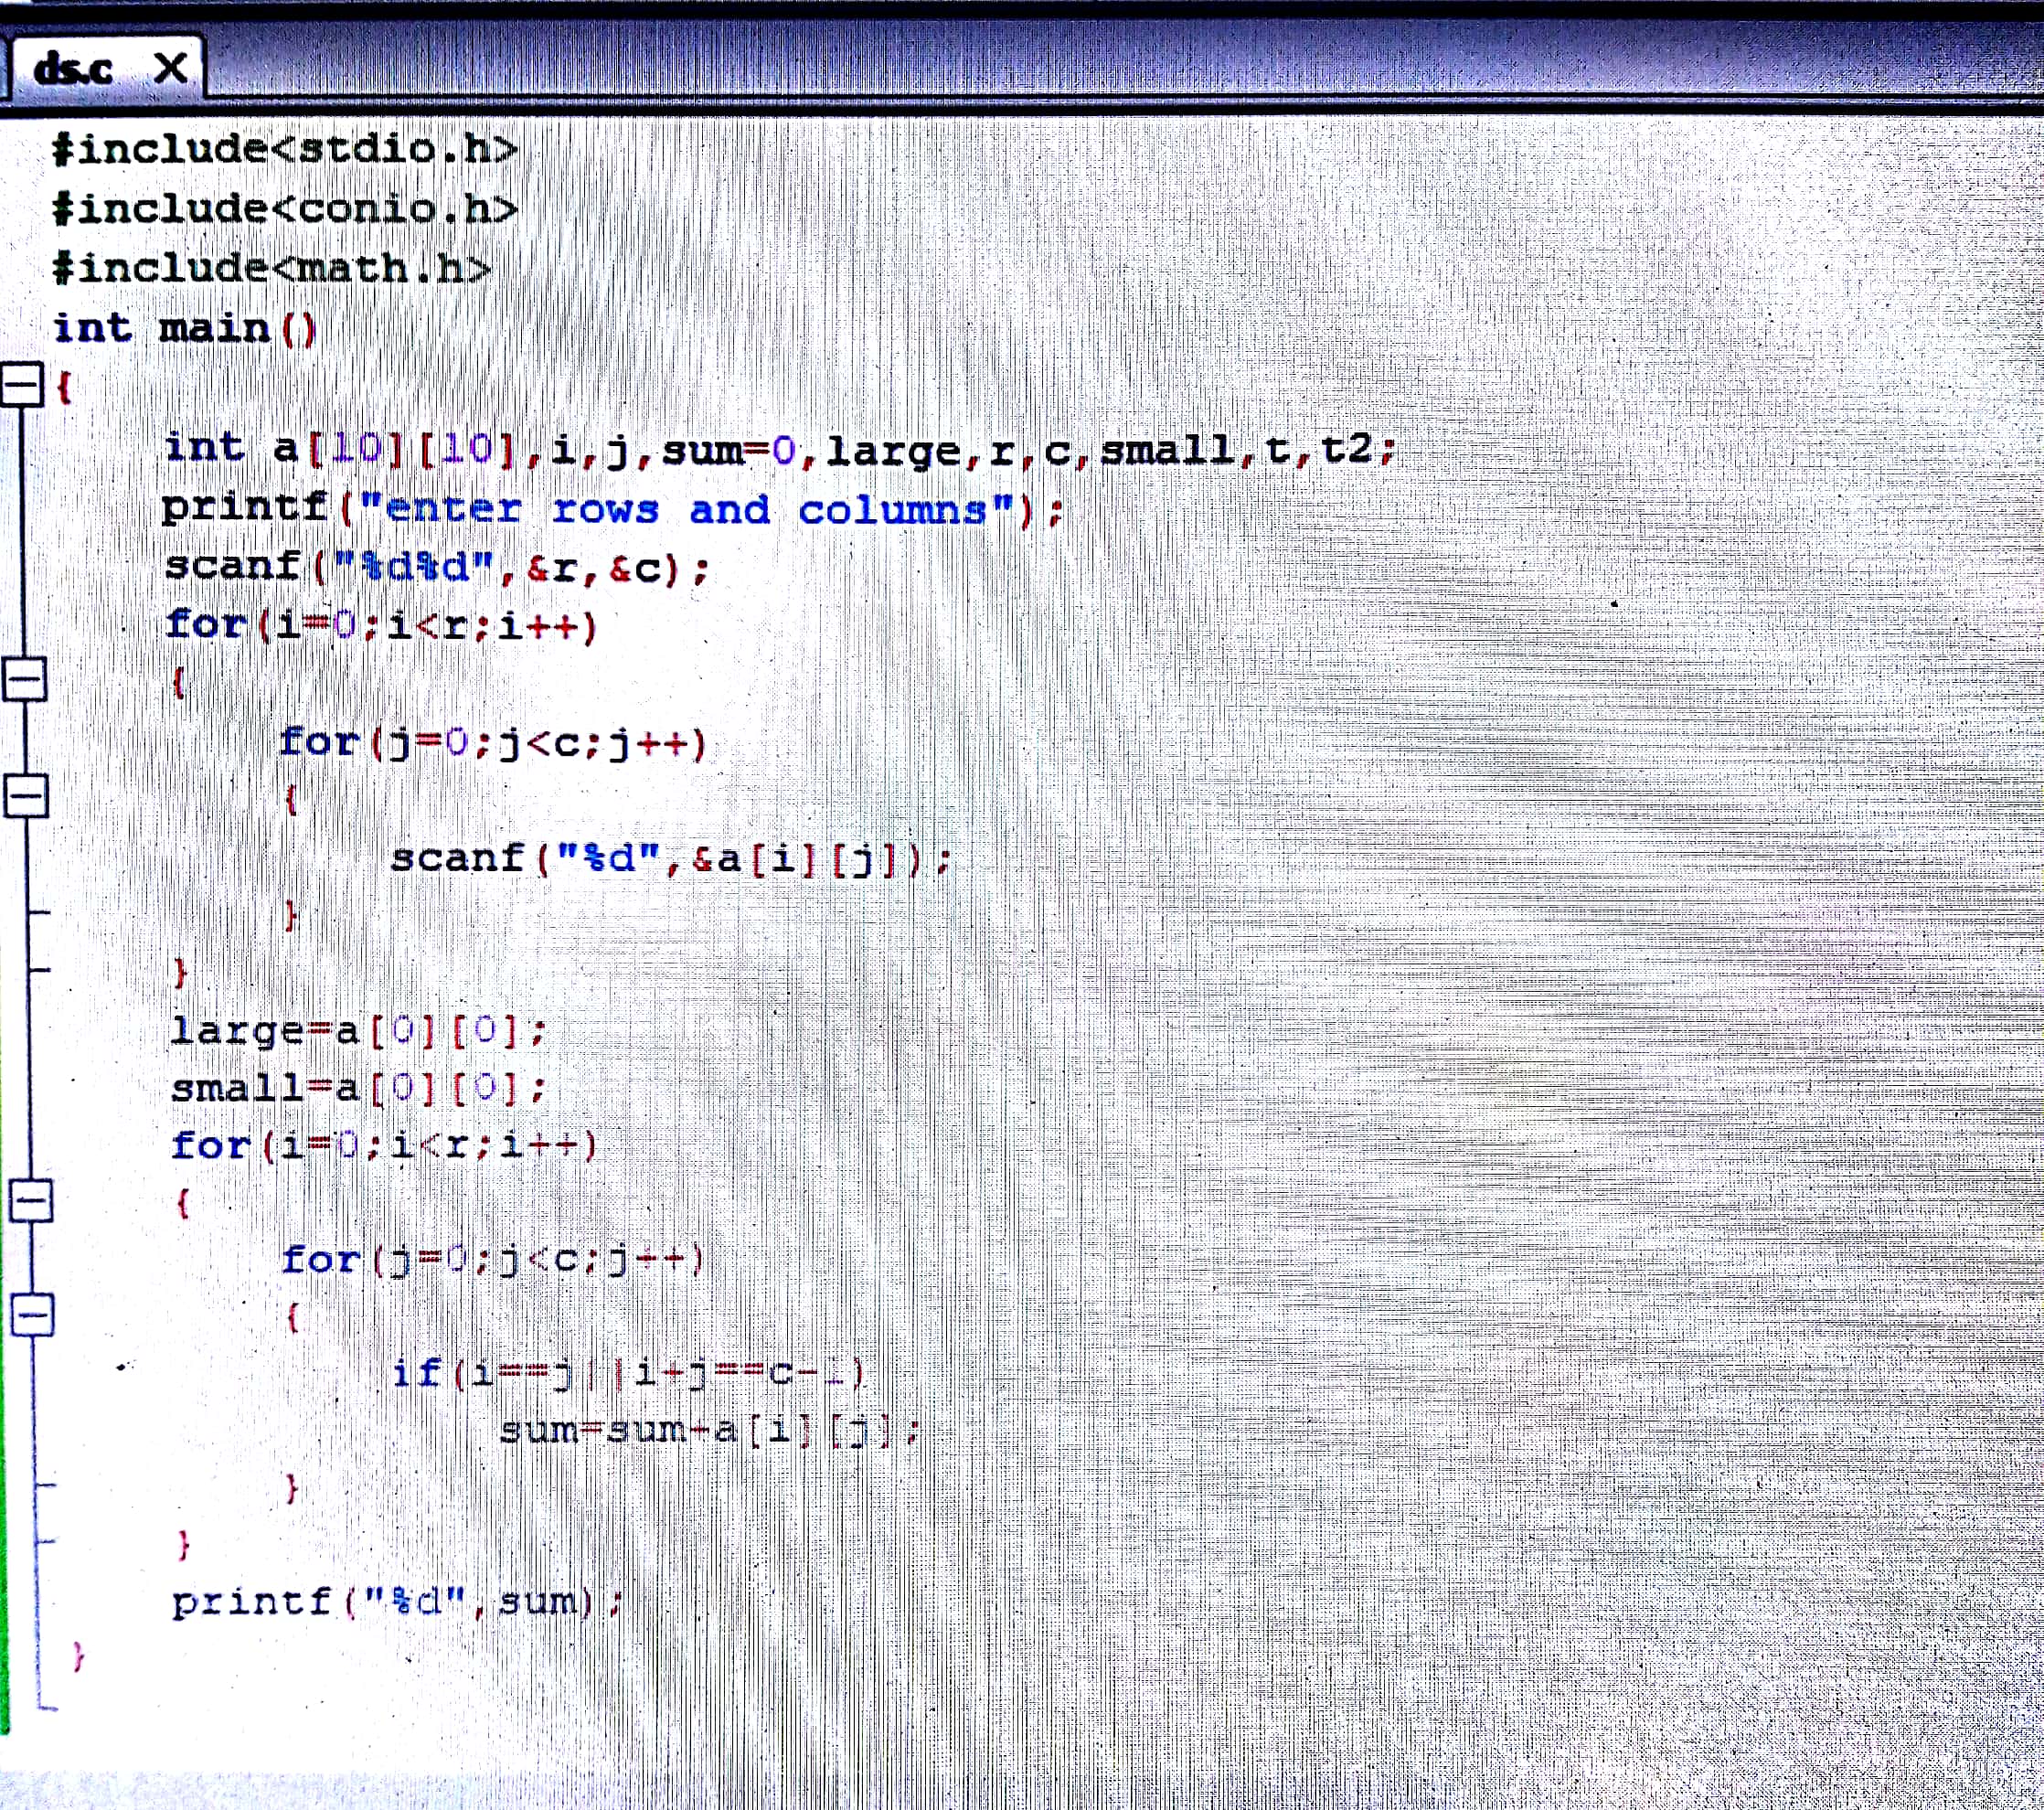 ds.c X
#include<stdio.h>
#include<conio.h>
#include<math.h>
int main()
{
int a[10][10],i,j,sum=0,large,r,c,small,t,t2;
printf("enter rows and columns");
scanf("%d%d",&r,&c);
for(i=0;i<r;i++)
{
for(j=0;j<c;j++)
{
scanf("%d",&a[i][j]);
}
}
large=a[0][0];
small=a[0][0];
for(i=0;i<r;i++)
{
for(j=0;j<c;j++)
{
if(i==j||i+j==c-1)
sum=sum+a[i][j];
}
}
printf("%d",sum);
}